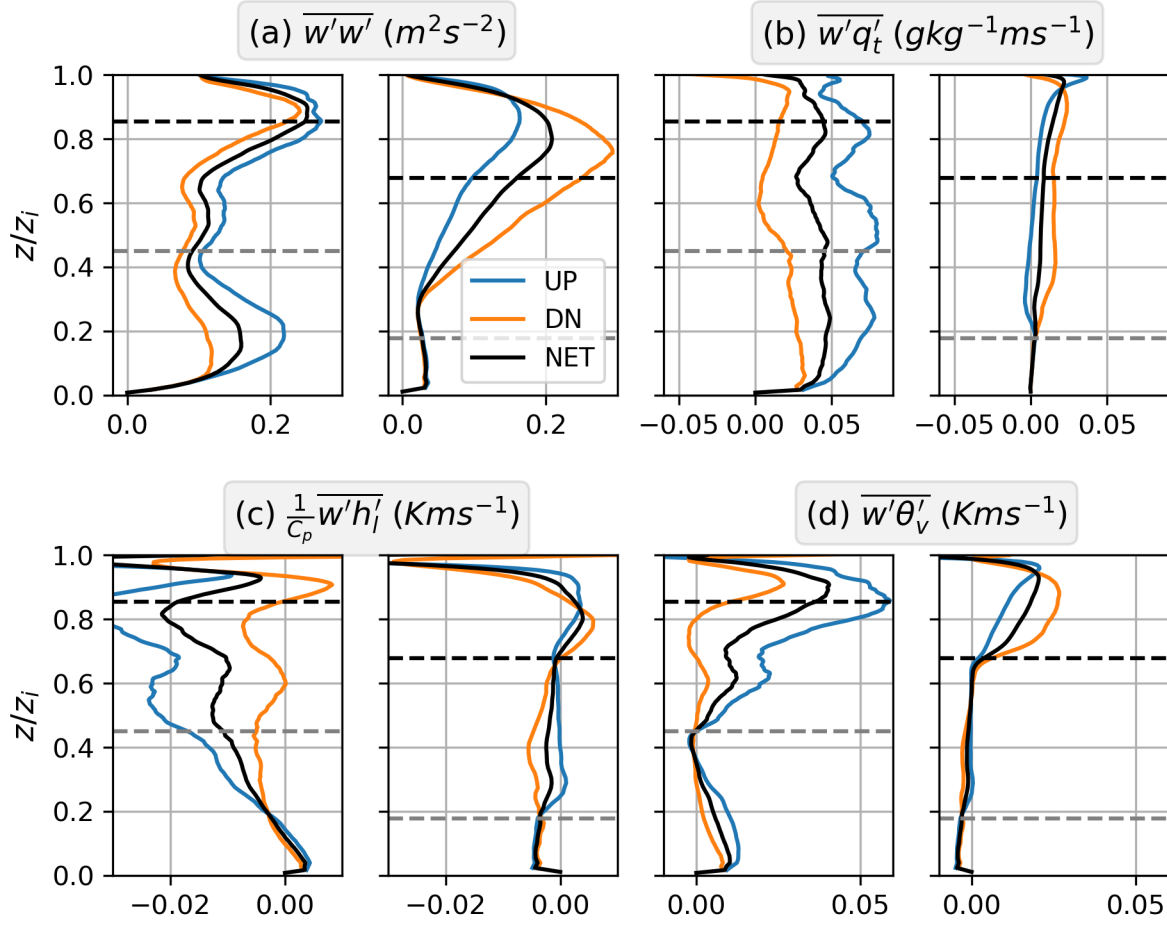 (a) $\overline{w'w'}$ ($m^2s^{-2}$)
(b) $\overline{w'q_t'}$ ($gkg^{-1}ms^{-1}$)
1.0
0.8
0.6
0.4
0.2
0.0
z/z_i
UP
DN
NET
0.0 0.2
0.0 0.2
−0.05 0.00 0.05
0.00 0.05
(c) $\frac{1}{C_p}\overline{w'h_l'}$ ($Kms^{-1}$)
(d) $\overline{w'\theta_v'}$ ($Kms^{-1}$)
1.0
0.8
0.6
0.4
0.2
0.0
z/z_i
−0.02 0.00
−0.02 0.00
0.00 0.05
0.00 0.05